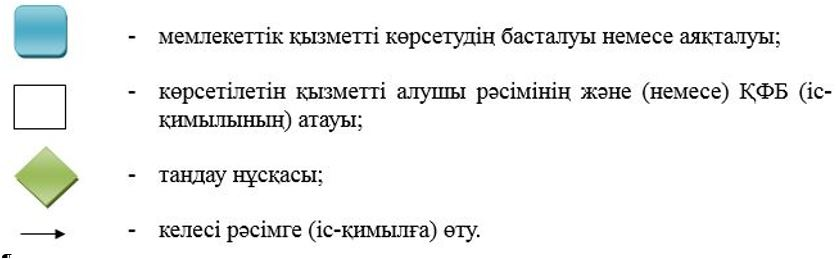 - мемлекеттік қызметті көрсетудің басталуы немесе аяқталуы;
- көрсетілетін қызметті алушы рәсімінің және (немесе) ҚФБ (іс-
қимылының) атауы;
- таңдау нұсқасы;
- келесі рәсімге (іс-қимылға) өту.
¶